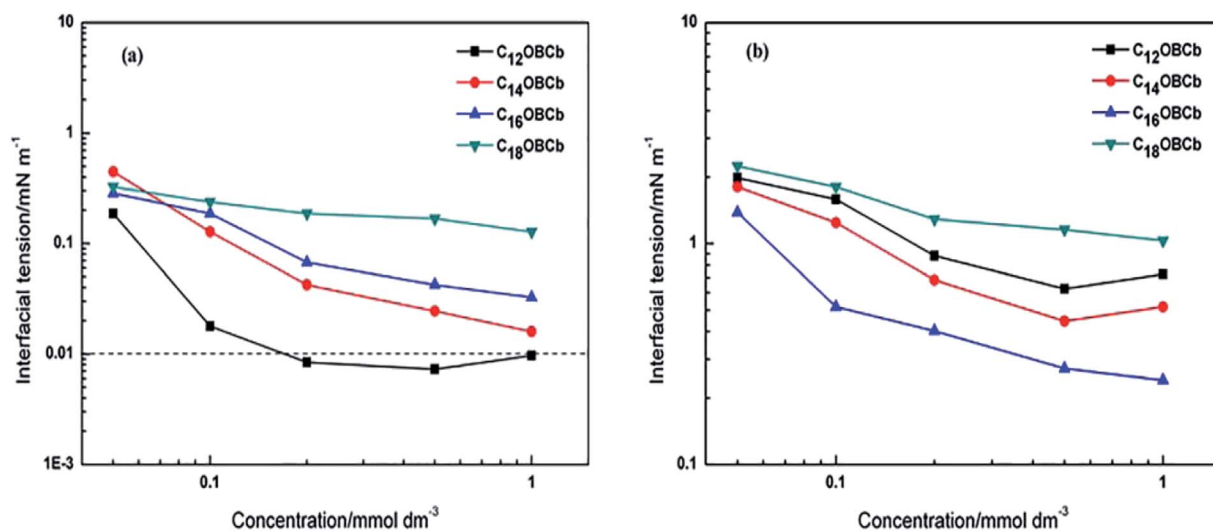 (a)
C₁₂OBCb
C₁₄OBCb
C₁₆OBCb
C₁₈OBCb
10
1
0.1
0.01
1E-3
Interfacial tension/mN m⁻¹
0.1
1
Concentration/mmol dm⁻³
(b)
C₁₂OBCb
C₁₄OBCb
C₁₆OBCb
C₁₈OBCb
10
1
0.1
Interfacial tension/mN m⁻¹
0.1
1
Concentration/mmol dm⁻³